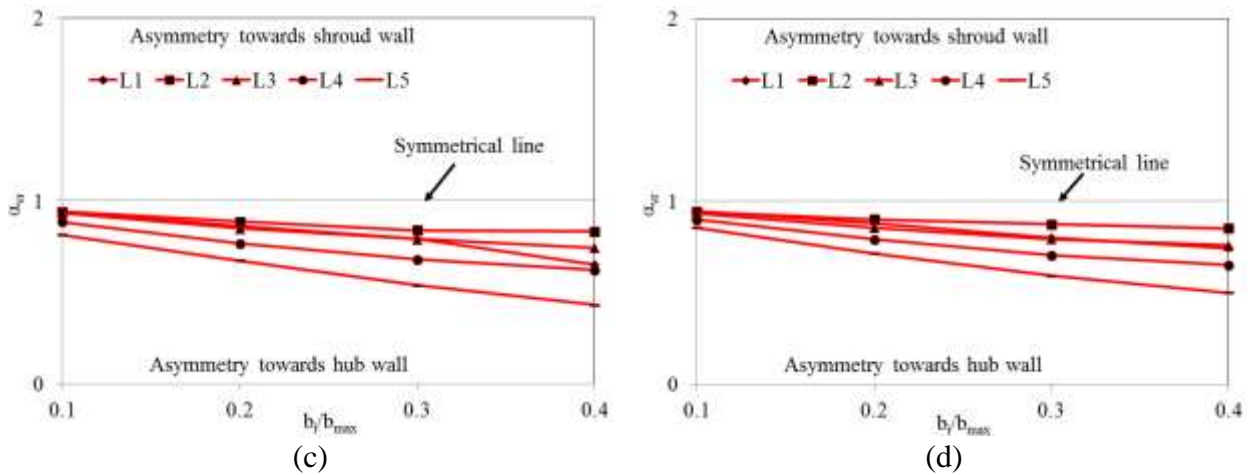 2
Asymmetry towards shroud wall
L1 L2 L3 L4 L5
Symmetrical line
1
α
Asymmetry towards hub wall
0
0.1 0.2 0.3 0.4
b /bmax
(c)
2
Asymmetry towards shroud wall
L1 L2 L3 L4 L5
Symmetrical line
1
α
Asymmetry towards hub wall
0
0.1 0.2 0.3 0.4
b /bmax
(d)